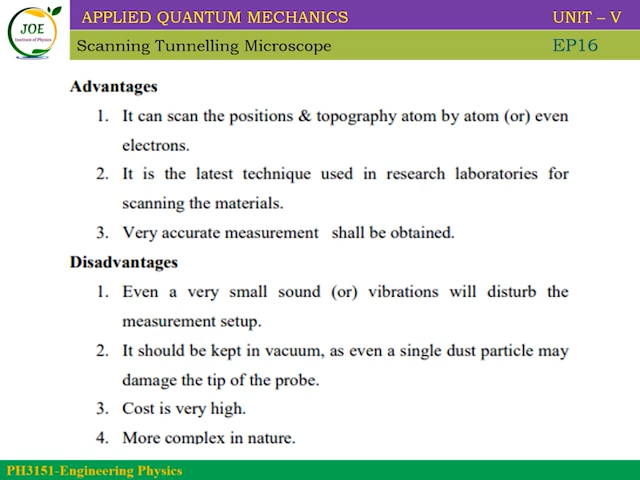 JOE
Institute of Physics
APPLIED QUANTUM MECHANICS UNIT – V
Scanning Tunnelling Microscope EP16
Advantages
1. It can scan the positions & topography atom by atom (or) even
electrons.
2. It is the latest technique used in research laboratories for
scanning the materials.
3. Very accurate measurement shall be obtained.
Disadvantages
1. Even a very small sound (or) vibrations will disturb the
measurement setup.
2. It should be kept in vacuum, as even a single dust particle may
damage the tip of the probe.
3. Cost is very high.
4. More complex in nature.
PH3151-Engineering Physics